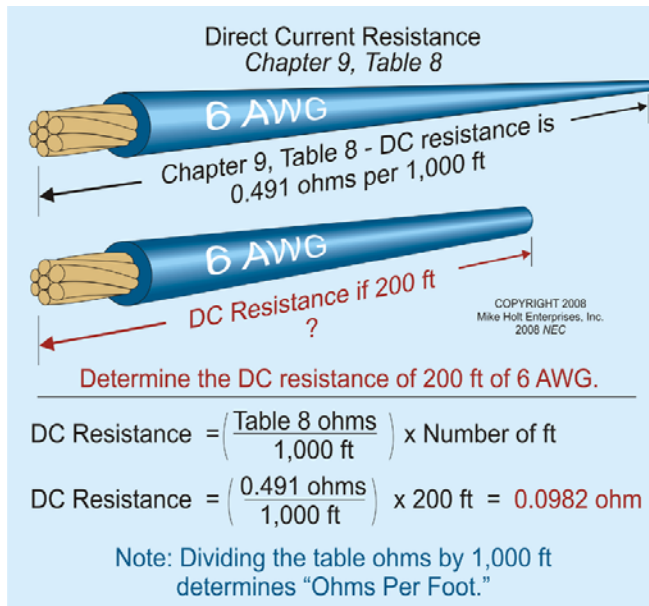 Direct Current Resistance
Chapter 9, Table 8
6 AWG
Chapter 9, Table 8 - DC resistance is
0.491 ohms per 1,000 ft
6 AWG
DC Resistance if 200 ft
?
COPYRIGHT 2008
Mike Holt Enterprises, Inc.
2008 NEC
Determine the DC resistance of 200 ft of 6 AWG.
DC Resistance = (Table 8 ohms / 1,000 ft) x Number of ft
DC Resistance = (0.491 ohms / 1,000 ft) x 200 ft = 0.0982 ohm
Note: Dividing the table ohms by 1,000 ft
determines “Ohms Per Foot.”